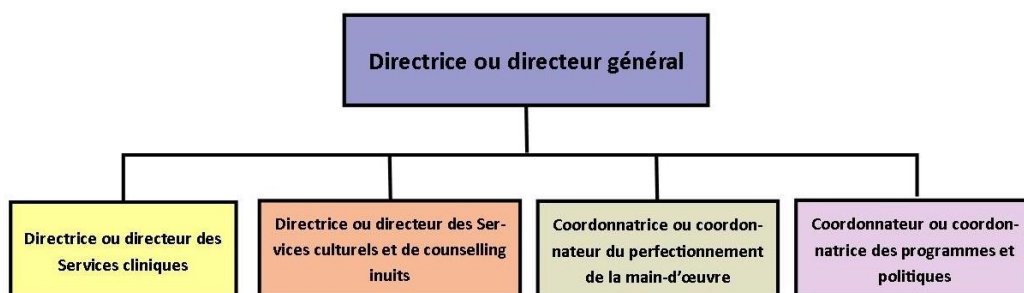 Directrice ou directeur général
Directrice ou directeur des
Services cliniques
Directrice ou directeur des Ser-
vices culturels et de counselling
inuits
Coordonnatrice ou coordon-
nateur du perfectionnement
de la main-d’œuvre
Coordonnateur ou coordon-
natrice des programmes et
politiques